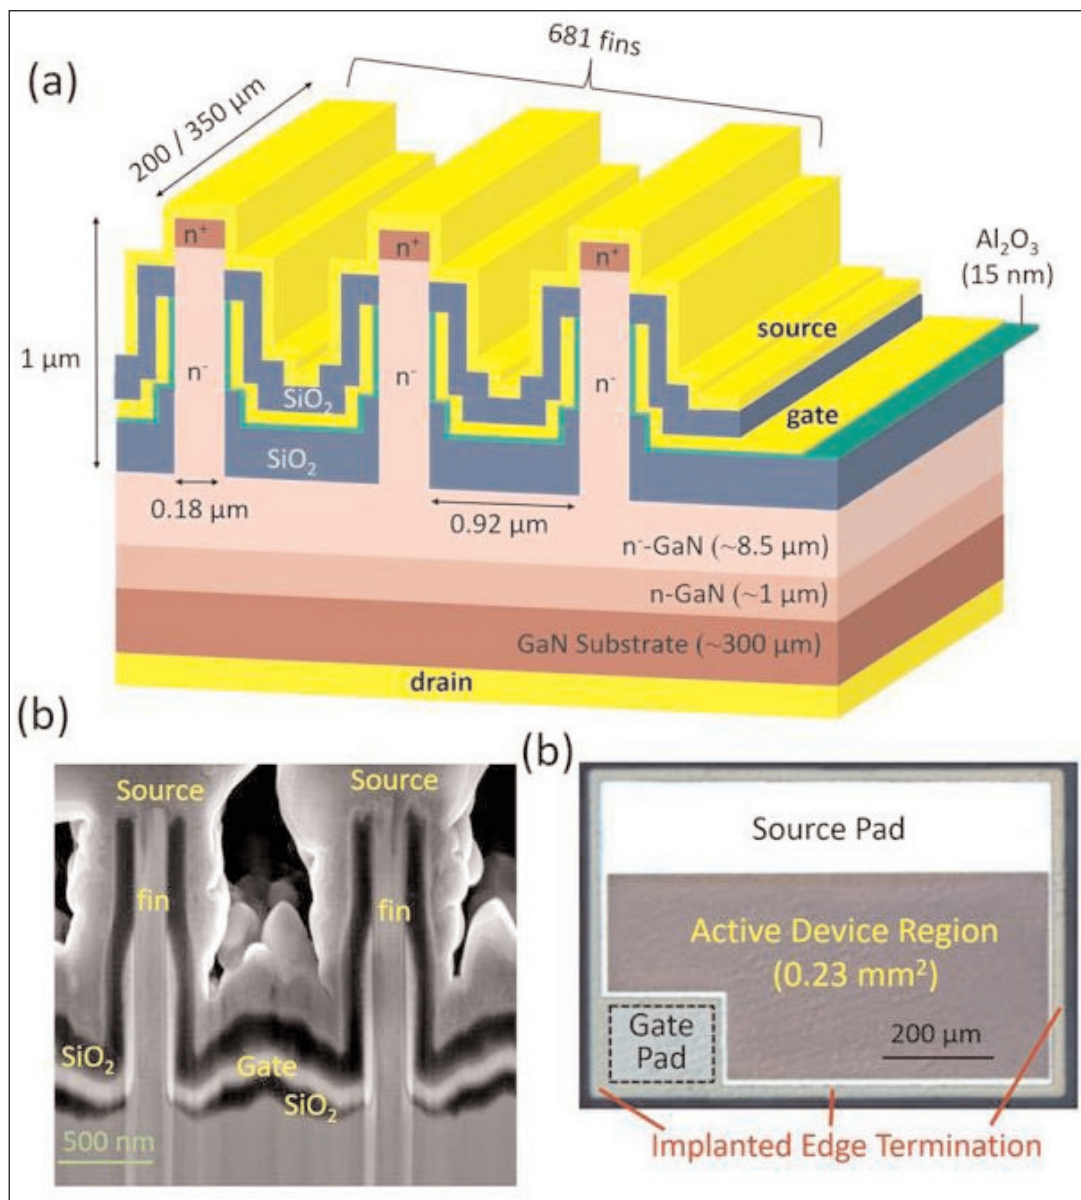 (a)
681 fins
200 / 350 μm
n⁺
n⁺
n⁺
Al₂O₃
(15 nm)
source
1 μm
n⁻
n⁻
n⁻
SiO₂
gate
SiO₂
0.18 μm
0.92 μm
n⁻-GaN (~8.5 μm)
n-GaN (~1 μm)
GaN Substrate (~300 μm)
drain
(b)
Source
Source
fin
fin
SiO₂
Gate
SiO₂
500 nm
(b)
Source Pad
Active Device Region
(0.23 mm²)
Gate
Pad
200 μm
Implanted Edge Termination